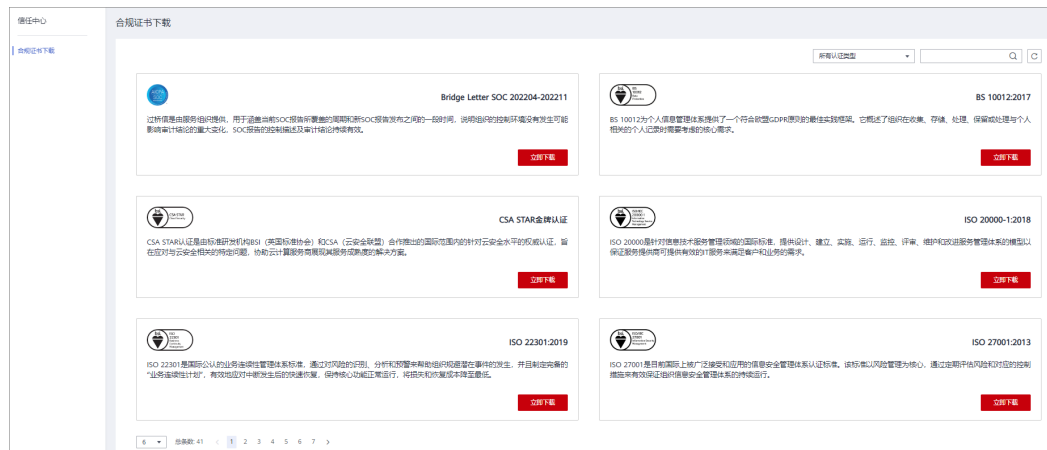 信任中心
合规证书下载
合规证书下载
所有认证类型
Bridge Letter SOC 202204-202211
过桥信是由服务组织提供，用于涵盖当前SOC报告所覆盖的周期和新SOC报告发布之间的一段时间，说明组织的控制环境没有发生可能
影响审计结论的重大变化，SOC报告的控制描述及审计结论持续有效。
立即下载
BS 10012:2017
BS 10012为个人信息管理体系提供了一个符合欧盟GDPR原则的最佳实践框架。它概述了组织在收集、存储、处理、保留或处理与个人
相关的个人记录时需要考虑的核心需求。
立即下载
CSA STAR金牌认证
CSA STAR认证是由标准研发机构BSI（英国标准协会）和CSA（云安全联盟）合作推出的国际范围内的针对云安全水平的权威认证，旨
在应对与云安全相关的特定问题，协助云计算服务商展现其服务成熟度的解决方案。
立即下载
ISO 20000-1:2018
ISO 20000是针对信息技术服务管理领域的国际标准，提供设计、建立、实施、运行、监控、评审、维护和改进服务管理体系的模型以
保证服务提供商可提供有效的IT服务来满足客户和业务的需求。
立即下载
ISO 22301:2019
ISO 22301是国际公认的业务连续性管理体系标准，通过对风险的识别、分析和预警来帮助组织规避潜在事件的发生，并且制定完备的
“业务连续性计划”，有效地应对中断发生后的快速恢复，保持核心功能正常运行，将损失和恢复成本降至最低。
立即下载
ISO 27001:2013
ISO 27001是目前国际上被广泛接受和应用的信息安全管理体系认证标准。该标准以风险管理为核心，通过定期评估风险和对应的控制
措施来有效保证组织信息安全管理体系的持续运行。
立即下载
6 总条数: 41 < 1 2 3 4 5 6 7 >